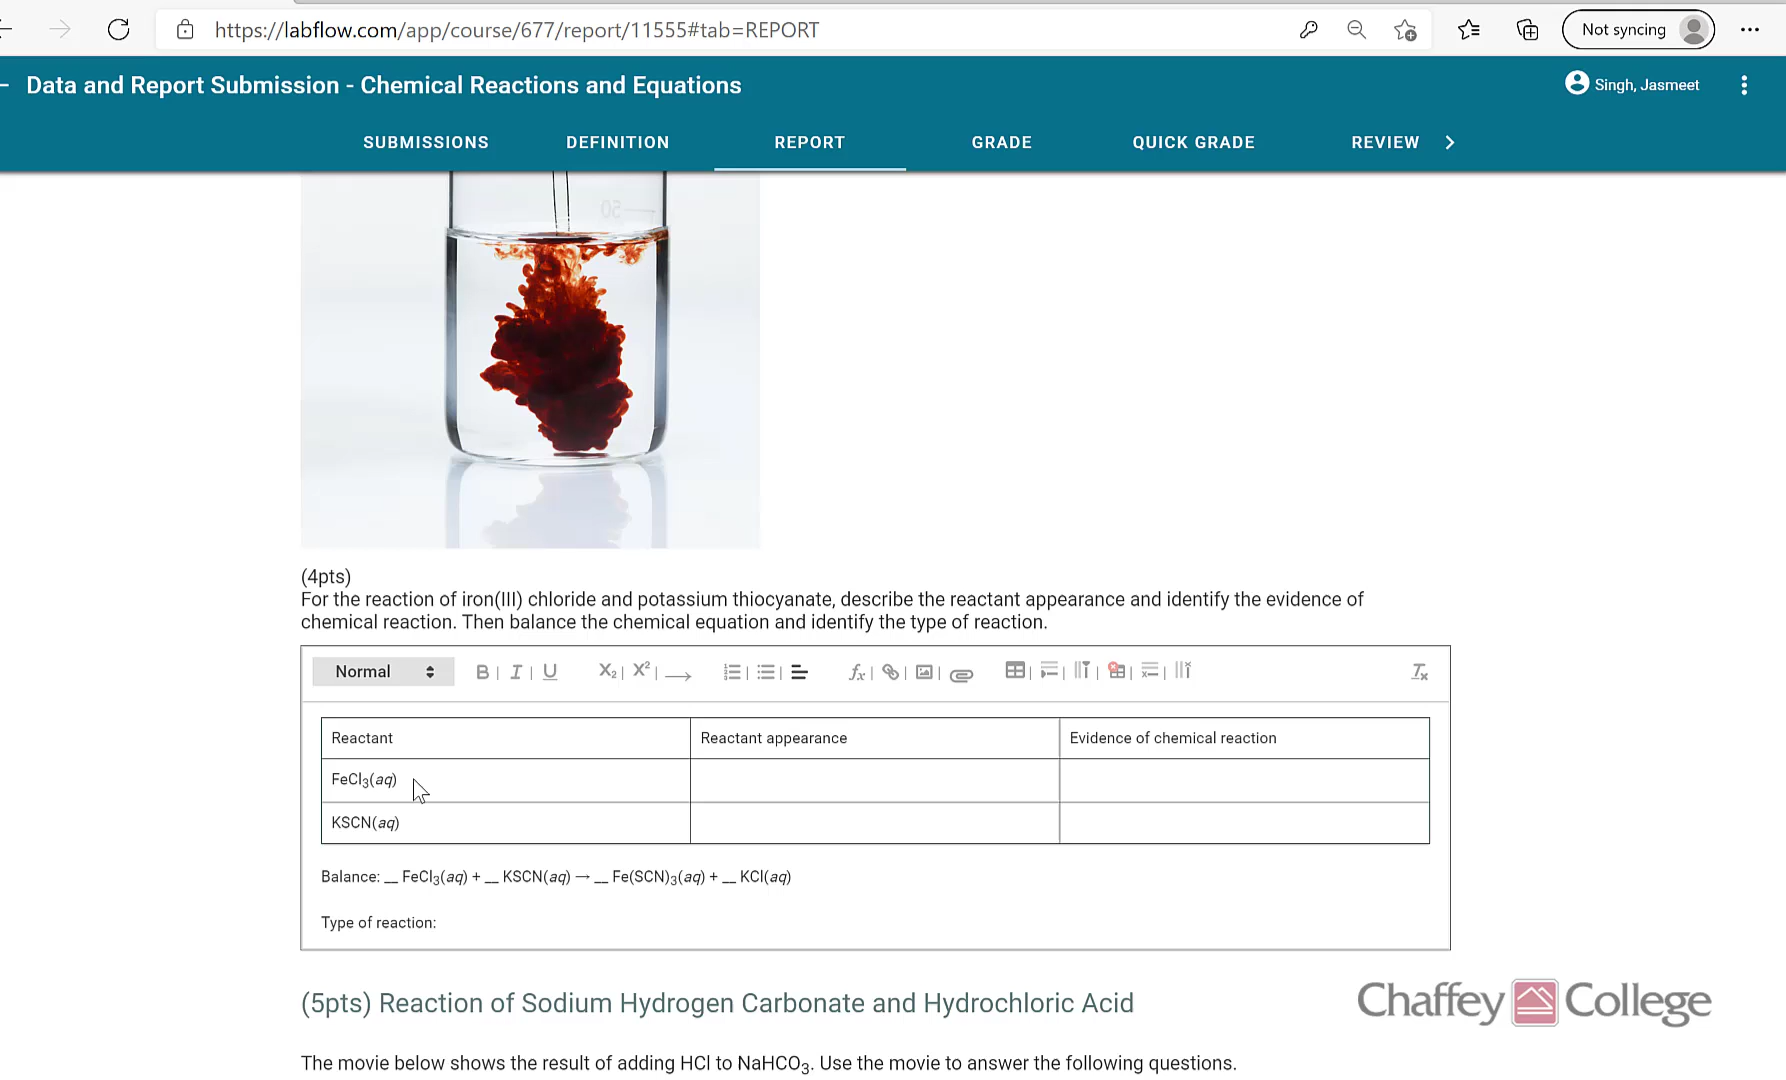 https://labflow.com/app/course/677/report/11555#tab=REPORT
Not syncing
Data and Report Submission - Chemical Reactions and Equations
Singh, Jasmeet
SUBMISSIONS DEFINITION REPORT GRADE QUICK GRADE REVIEW
50
(4pts)
For the reaction of iron(III) chloride and potassium thiocyanate, describe the reactant appearance and identify the evidence of
chemical reaction. Then balance the chemical equation and identify the type of reaction.
Normal B I U X₂ X² fx Tx
Reactant Reactant appearance Evidence of chemical reaction
FeCl₃(aq)
KSCN(aq)
Balance: __ FeCl₃(aq) + __ KSCN(aq) → __ Fe(SCN)₃(aq) + __ KCl(aq)
Type of reaction:
(5pts) Reaction of Sodium Hydrogen Carbonate and Hydrochloric Acid
Chaffey College
The movie below shows the result of adding HCl to NaHCO₃. Use the movie to answer the following questions.